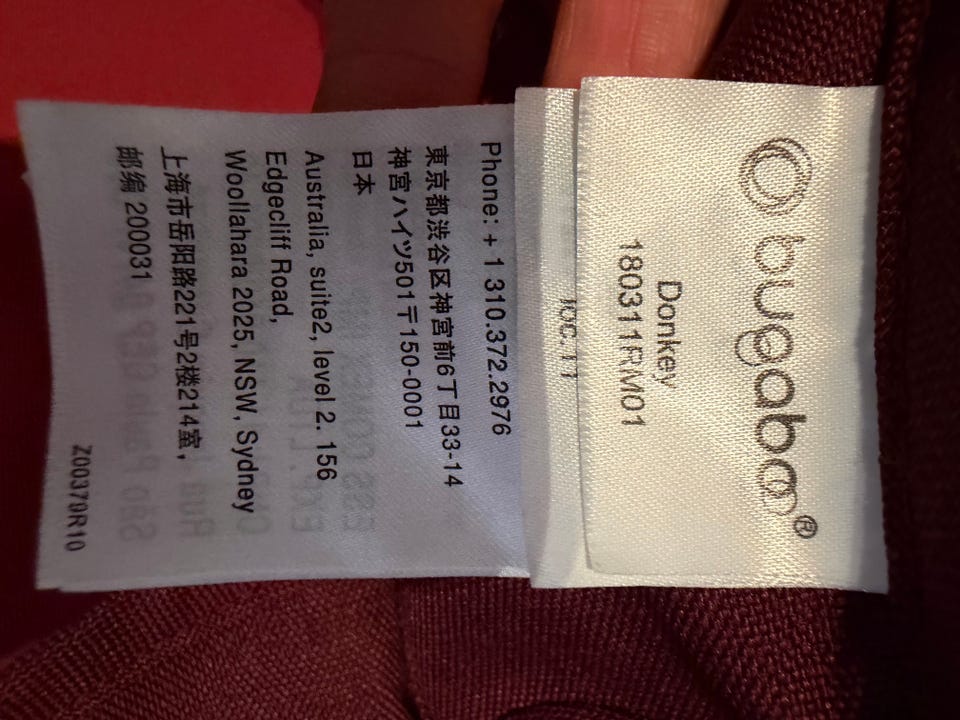 bugaboo®
Donkey
180311RM01
Phone: + 1 310.372.2976
東京都渋谷区神宮前6丁目33-14
神宮ハイツ501〒150-0001
日本
Australia, suite2, level 2. 156
Edgecliff Road,
Woollahara 2025, NSW, Sydney
上海市岳阳路221号2楼214室，
邮编 200031
Z00370R10